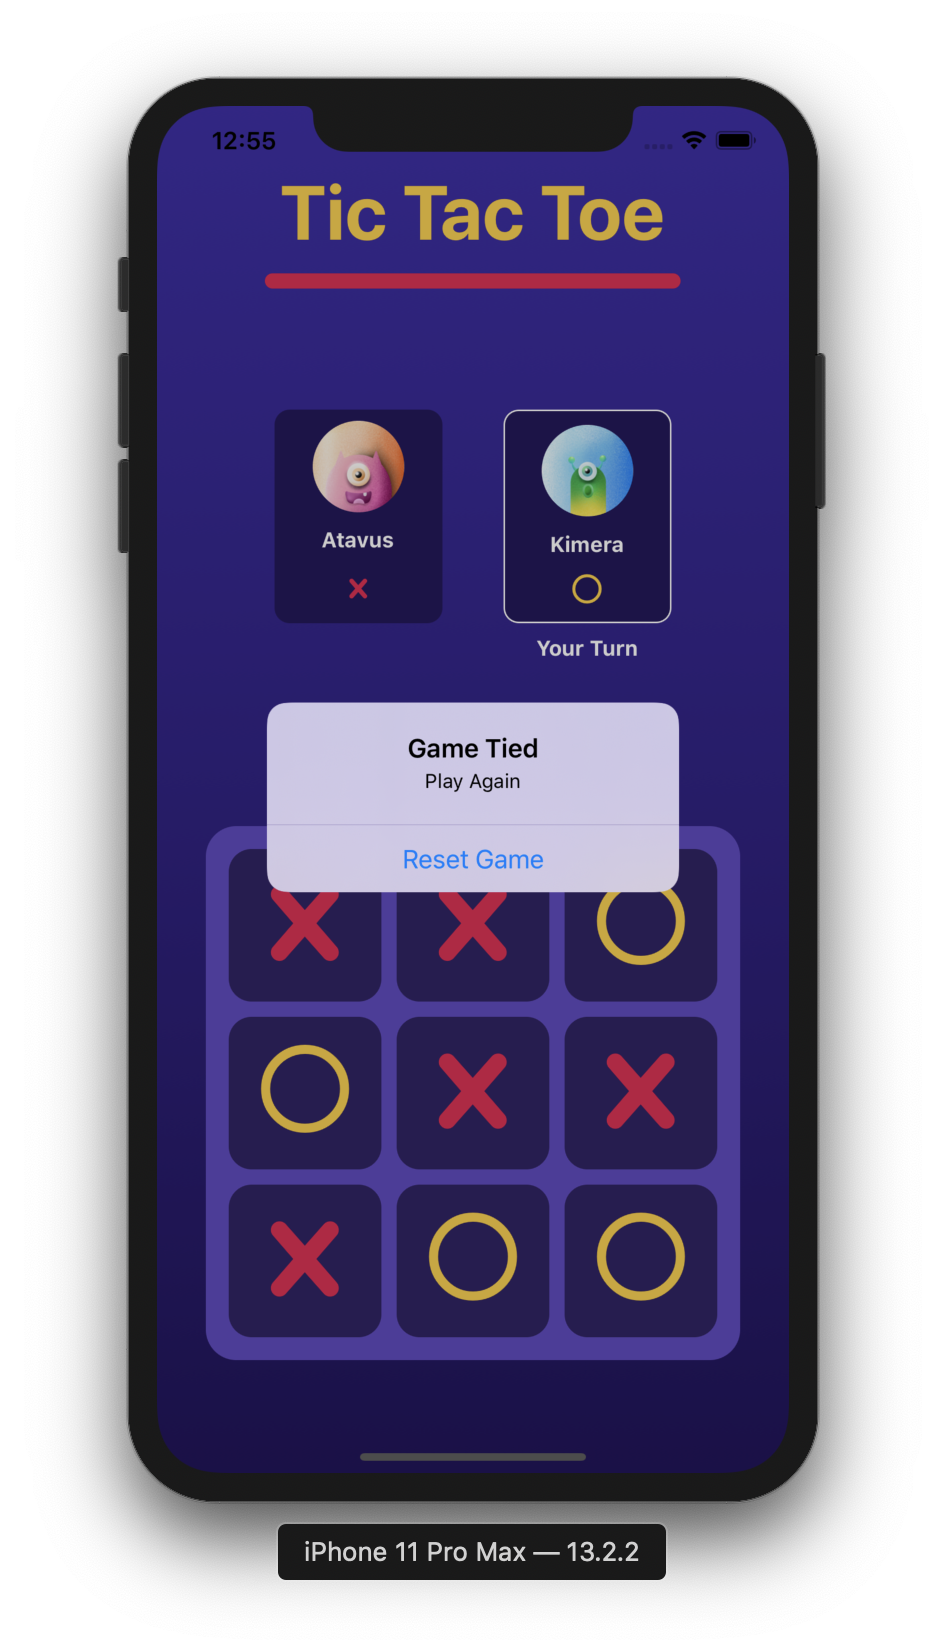 12:55
Tic Tac Toe
Atavus
Kimera
Your Turn
Game Tied
Play Again
Reset Game
iPhone 11 Pro Max — 13.2.2